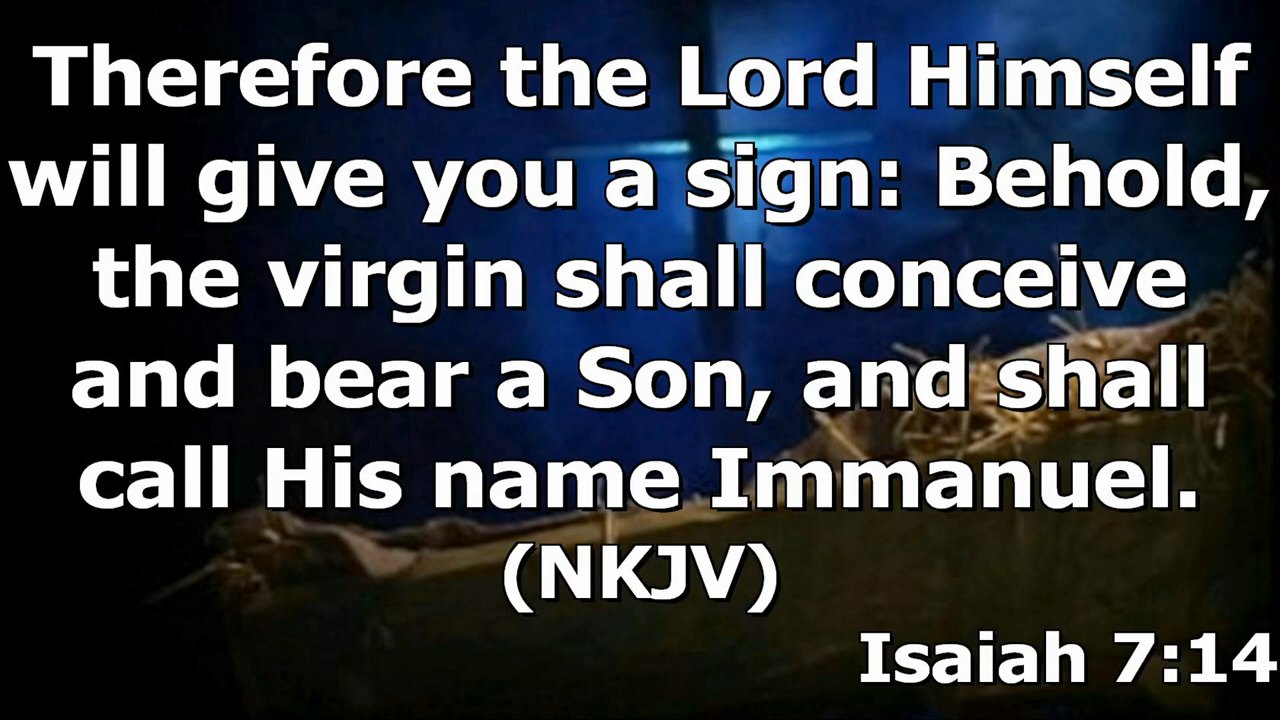 Therefore the Lord Himself
will give you a sign: Behold,
the virgin shall conceive
and bear a Son, and shall
call His name Immanuel.
(NKJV)
Isaiah 7:14